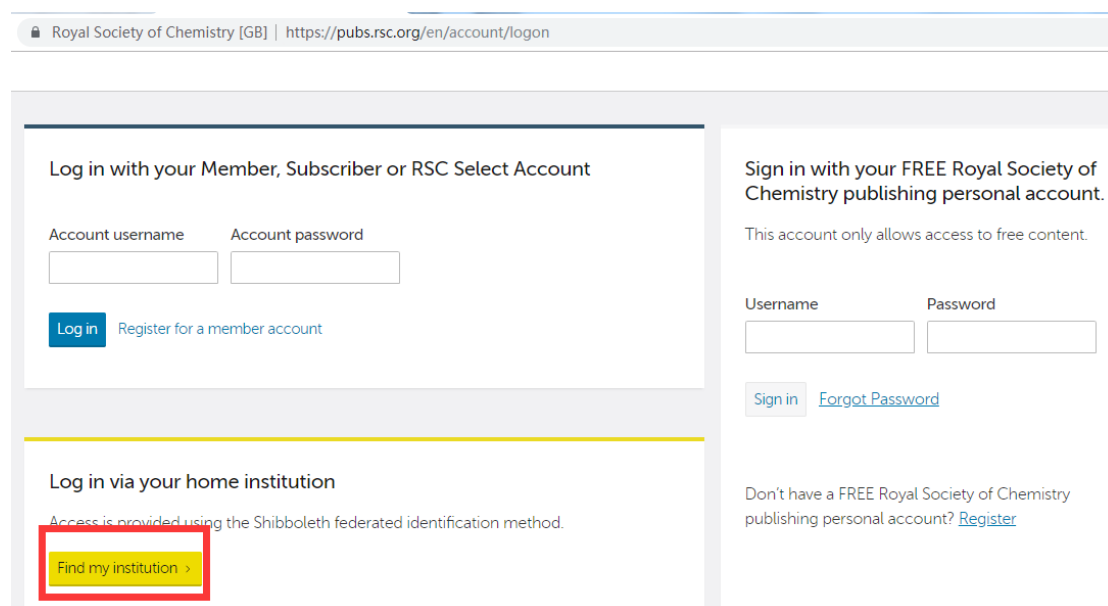 Royal Society of Chemistry [GB] | https://pubs.rsc.org/en/account/logon
Log in with your Member, Subscriber or RSC Select Account
Account username
Account password
Log in
Register for a member account
Log in via your home institution
Access is provided using the Shibboleth federated identification method.
Find my institution ›
Sign in with your FREE Royal Society of
Chemistry publishing personal account.
This account only allows access to free content.
Username
Password
Sign in
Forgot Password
Don't have a FREE Royal Society of Chemistry
publishing personal account? Register